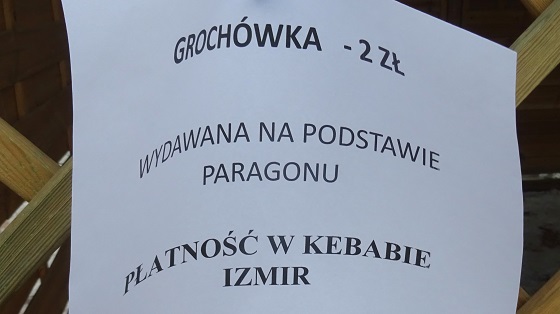 GROCHÓWKA - 2 ZŁ
WYDAWANA NA PODSTAWIE
PARAGONU
PŁATNOŚĆ W KEBABIE
IZMIR